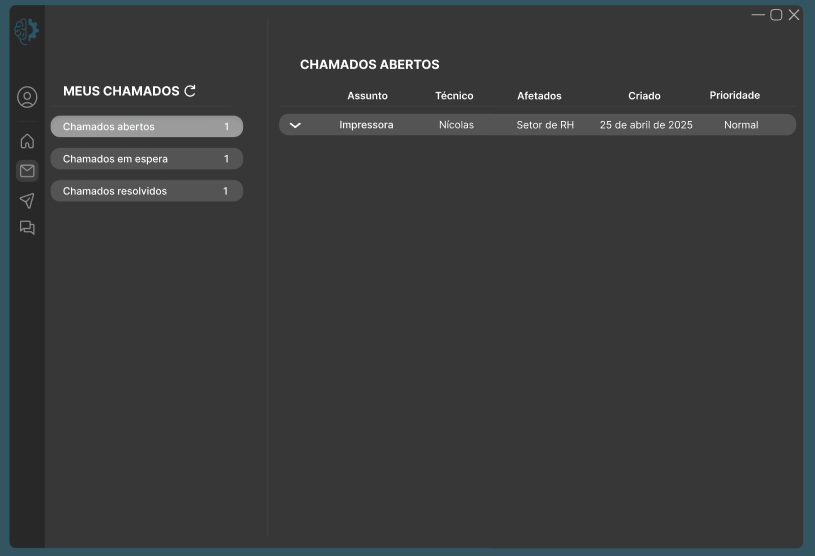 MEUS CHAMADOS
Chamados abertos 1
Chamados em espera 1
Chamados resolvidos 1
CHAMADOS ABERTOS
Assunto Técnico Afetados Criado Prioridade
Impressora Nícolas Setor de RH 25 de abril de 2025 Normal